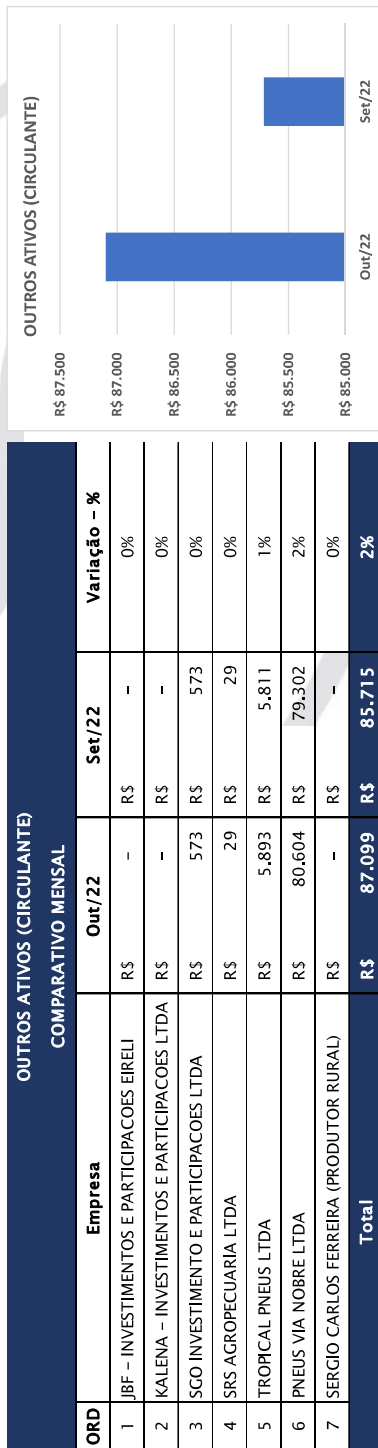 OUTROS ATIVOS (CIRCULANTE)
COMPARATIVO MENSAL
ORD Empresa Out/22 Set/22 Variação – %
1 JBF – INVESTIMENTOS E PARTICIPACOES EIRELI R$ – R$ – 0%
2 KALENA – INVESTIMENTOS E PARTICIPACOES LTDA R$ – R$ – 0%
3 SGO INVESTIMENTO E PARTICIPACOES LTDA R$ 573 R$ 573 0%
4 SRS AGROPECUARIA LTDA R$ 29 R$ 29 0%
5 TROPICAL PNEUS LTDA R$ 5.893 R$ 5.811 1%
6 PNEUS VIA NOBRE LTDA R$ 80.604 R$ 79.302 2%
7 SERGIO CARLOS FERREIRA (PRODUTOR RURAL) R$ – R$ – 0%
Total R$ 87.099 R$ 85.715 2%
OUTROS ATIVOS (CIRCULANTE)
R$ 87.500
R$ 87.000
R$ 86.500
R$ 86.000
R$ 85.500
R$ 85.000
Out/22 Set/22